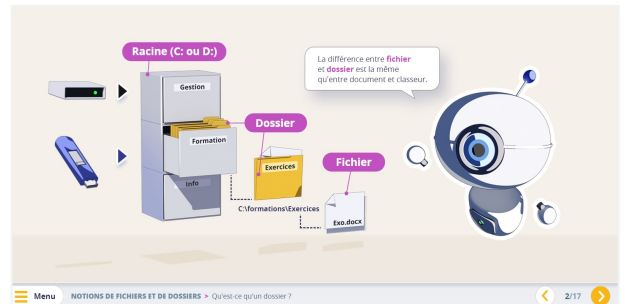 Racine (C: ou D:)
Gestion
Dossier
Formation
Exercices
Info
C:\formations\Exercices
Fichier
Exo.docx
La différence entre fichier
et dossier est la même
qu'entre document et classeur.
Menu
NOTIONS DE FICHIERS ET DE DOSSIERS > Qu'est-ce qu'un dossier ?
2/17